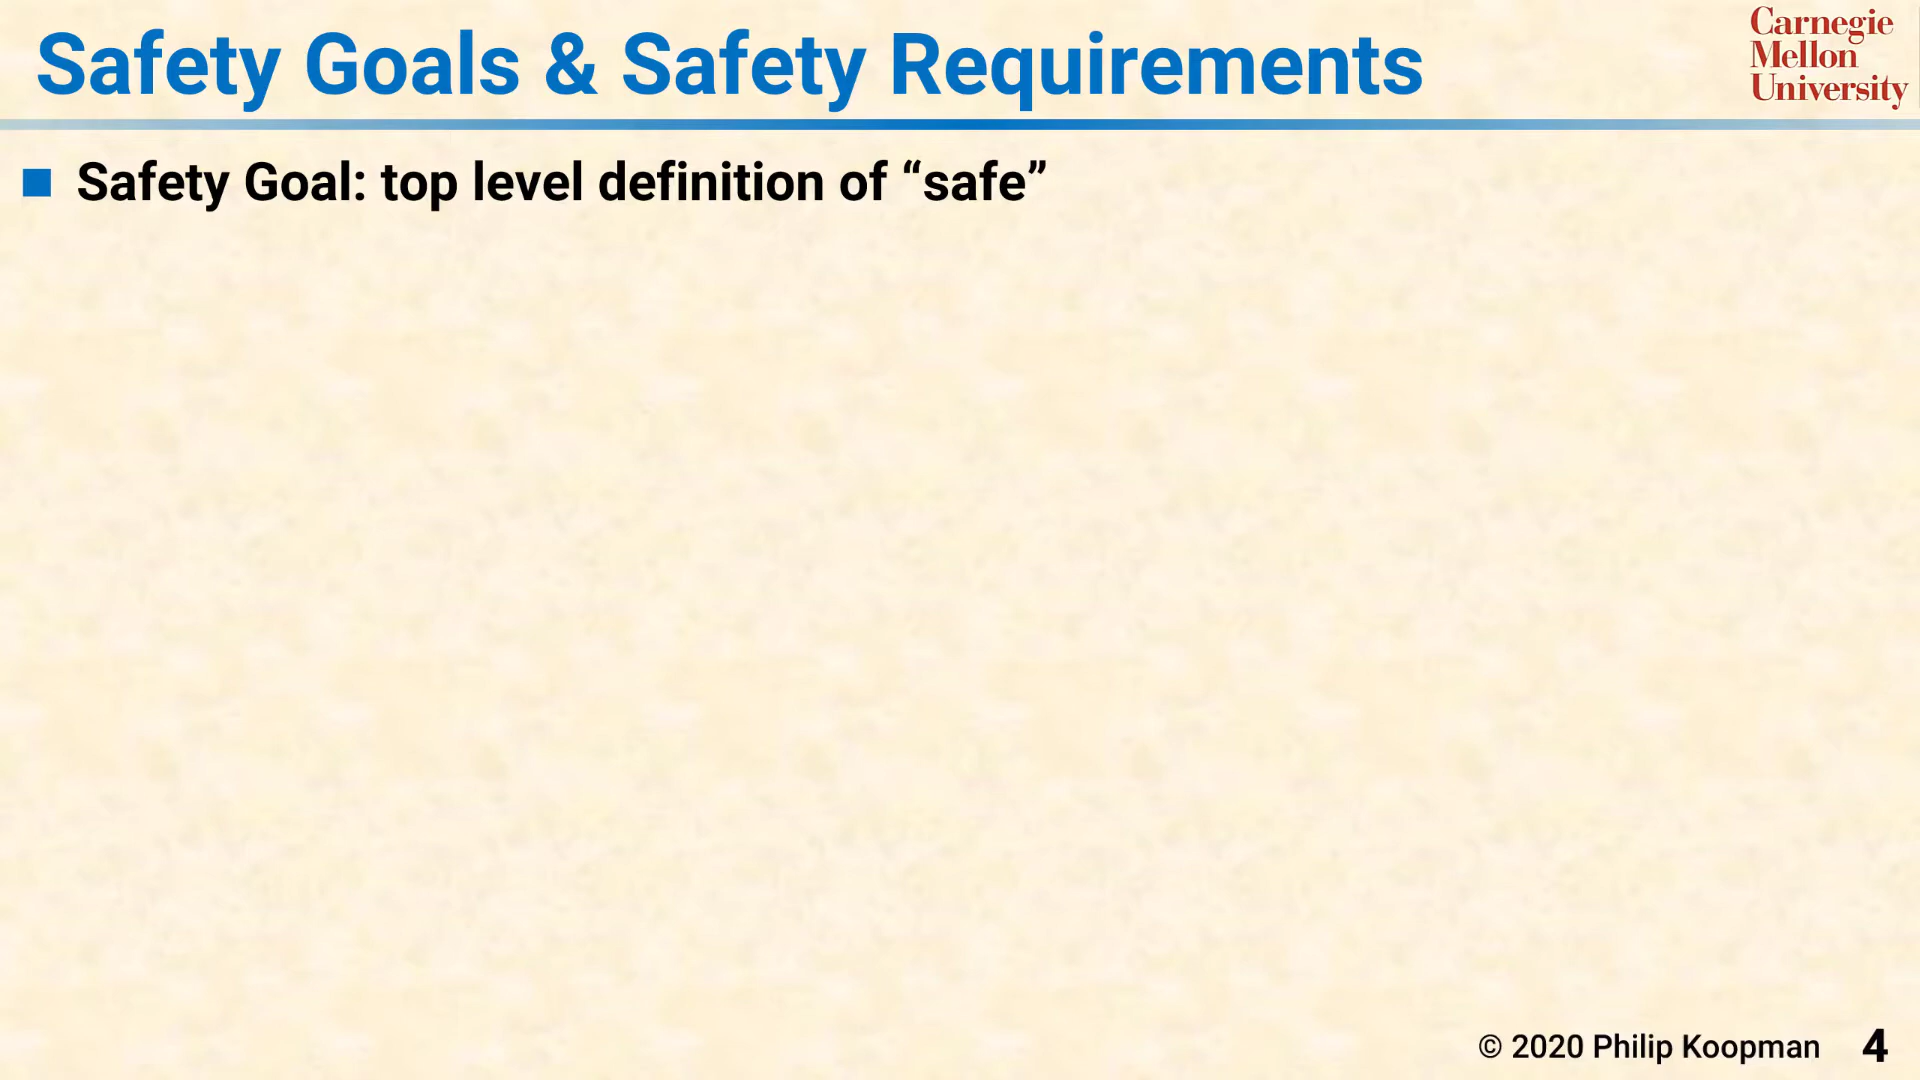 Safety Goals & Safety Requirements
Carnegie
Mellon
University
Safety Goal: top level definition of “safe”
© 2020 Philip Koopman 4